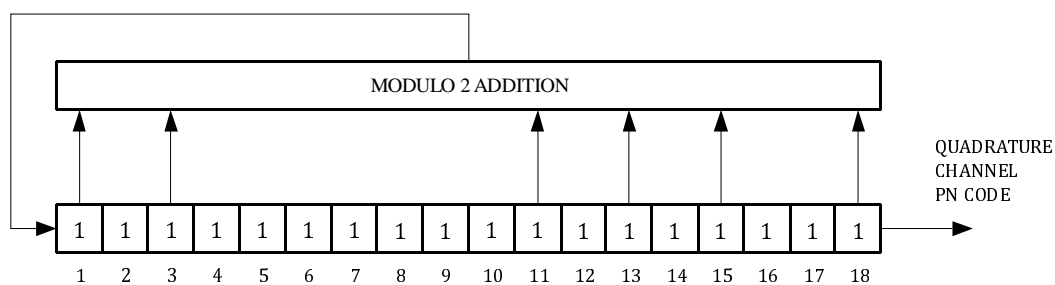 MODULO 2 ADDITION
QUADRATURE
CHANNEL
PN CODE
1 1 1 1 1 1 1 1 1 1 1 1 1 1 1 1 1 1
1 2 3 4 5 6 7 8 9 10 11 12 13 14 15 16 17 18